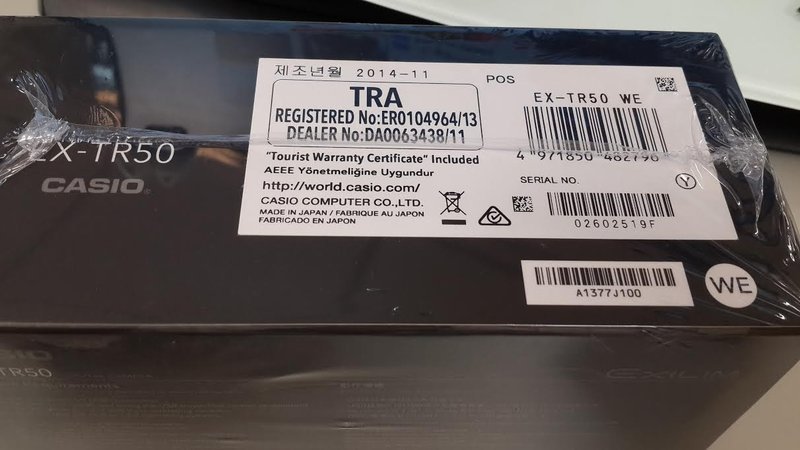 EX-TR50
CASIO
제조년월 2014-11
TRA
REGISTERED No:ER0104964/13
DEALER No:DA0063438/11
"Tourist Warranty Certificate" Included
AEEE Yönetmeliğine Uygundur
http://world.casio.com/
CASIO COMPUTER CO.,LTD.
MADE IN JAPAN / FABRIQUE AU JAPON
FABRICADO EN JAPON
POS
EX-TR50 WE
4 971850 482796
SERIAL NO.
Y
02602519F
A1377J100
WE
TR50
EXILIM